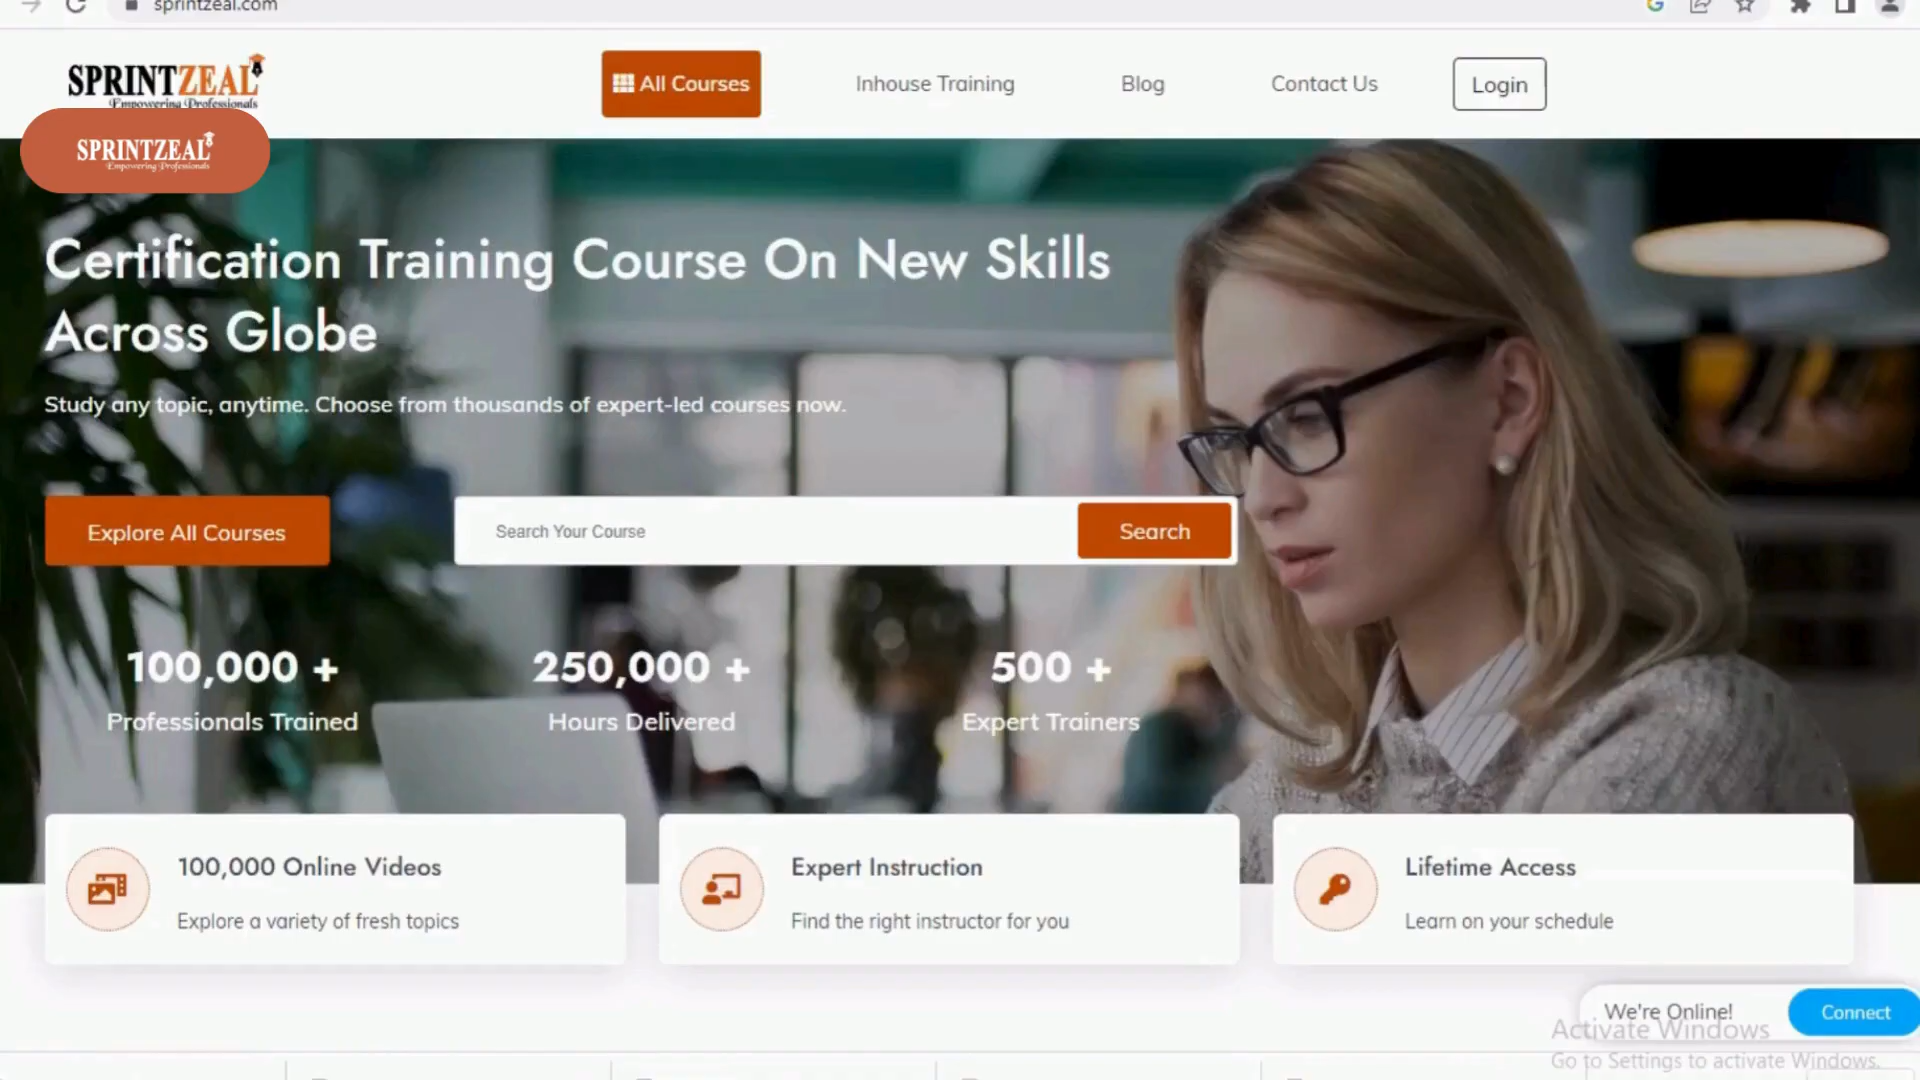 sprintzeal.com
SPRINTZEAL
Empowering Professionals
All Courses
Inhouse Training
Blog
Contact Us
Login
SPRINTZEAL
Empowering Professionals
Certification Training Course On New Skills
Across Globe
Study any topic, anytime. Choose from thousands of expert-led courses now.
Explore All Courses
Search Your Course
Search
100,000 +
Professionals Trained
250,000 +
Hours Delivered
500 +
Expert Trainers
100,000 Online Videos
Explore a variety of fresh topics
Expert Instruction
Find the right instructor for you
Lifetime Access
Learn on your schedule
We're Online!
Connect
Activate Windows
Go to Settings to activate Windows.